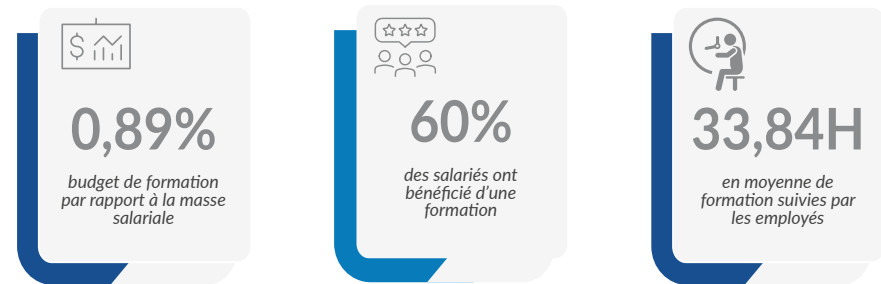 0,89%
budget de formation
par rapport à la masse
salariale
60%
des salariés ont
bénéficié d'une
formation
33,84H
en moyenne de
formation suivies par
les employés